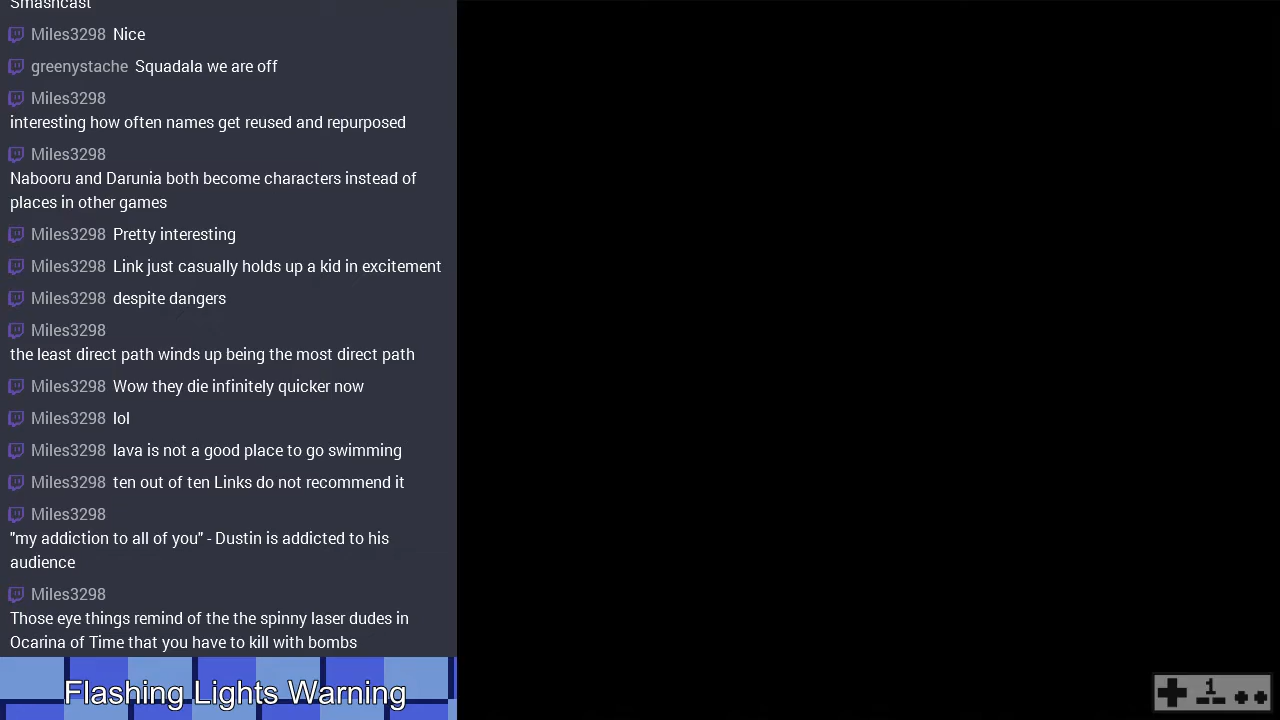 Smashcast
Miles3298 Nice
greenystache Squadala we are off
Miles3298
interesting how often names get reused and repurposed
Miles3298
Nabooru and Darunia both become characters instead of
places in other games
Miles3298 Pretty interesting
Miles3298 Link just casually holds up a kid in excitement
Miles3298 despite dangers
Miles3298
the least direct path winds up being the most direct path
Miles3298 Wow they die infinitely quicker now
Miles3298 lol
Miles3298 lava is not a good place to go swimming
Miles3298 ten out of ten Links do not recommend it
Miles3298
"my addiction to all of you" - Dustin is addicted to his
audience
Miles3298
Those eye things remind of the the spinny laser dudes in
Ocarina of Time that you have to kill with bombs
Flashing Lights Warning
1